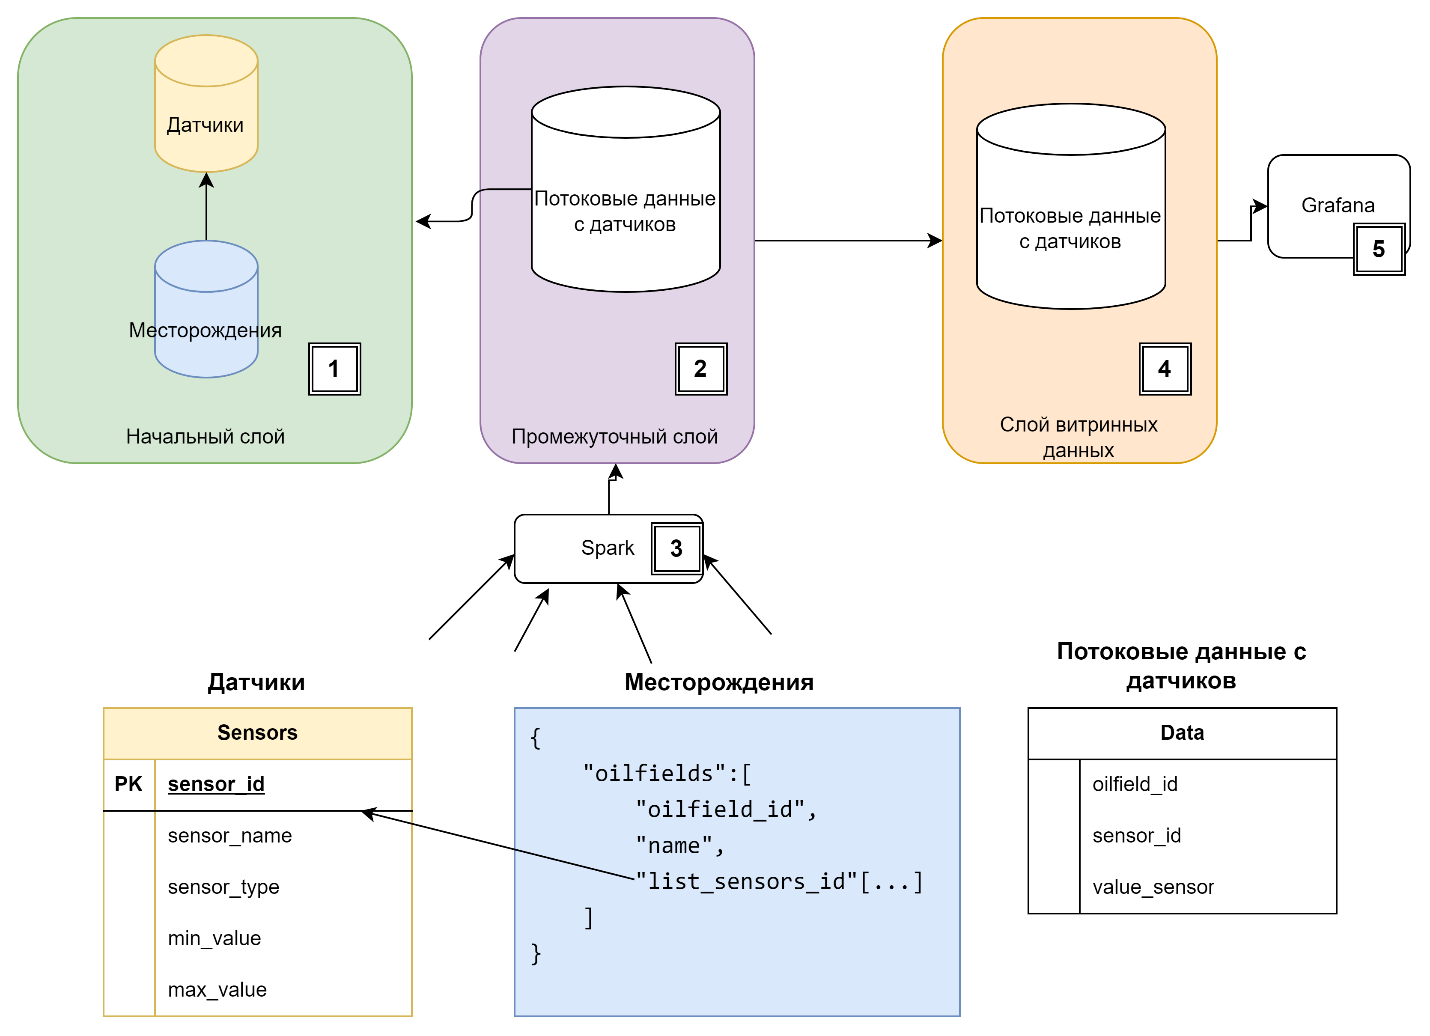 Датчики
Месторождения
1
Начальный слой
Потоковые данные
с датчиков
2
Промежуточный слой
Потоковые данные
с датчиков
4
Слой витринных
данных
Grafana
5
Spark
3
Датчики
Sensors
PK sensor_id
sensor_name
sensor_type
min_value
max_value
Месторождения
{
"oilfields":[
"oilfield_id",
"name",
"list_sensors_id"[...]
]
}
Потоковые данные с
датчиков
Data
oilfield_id
sensor_id
value_sensor